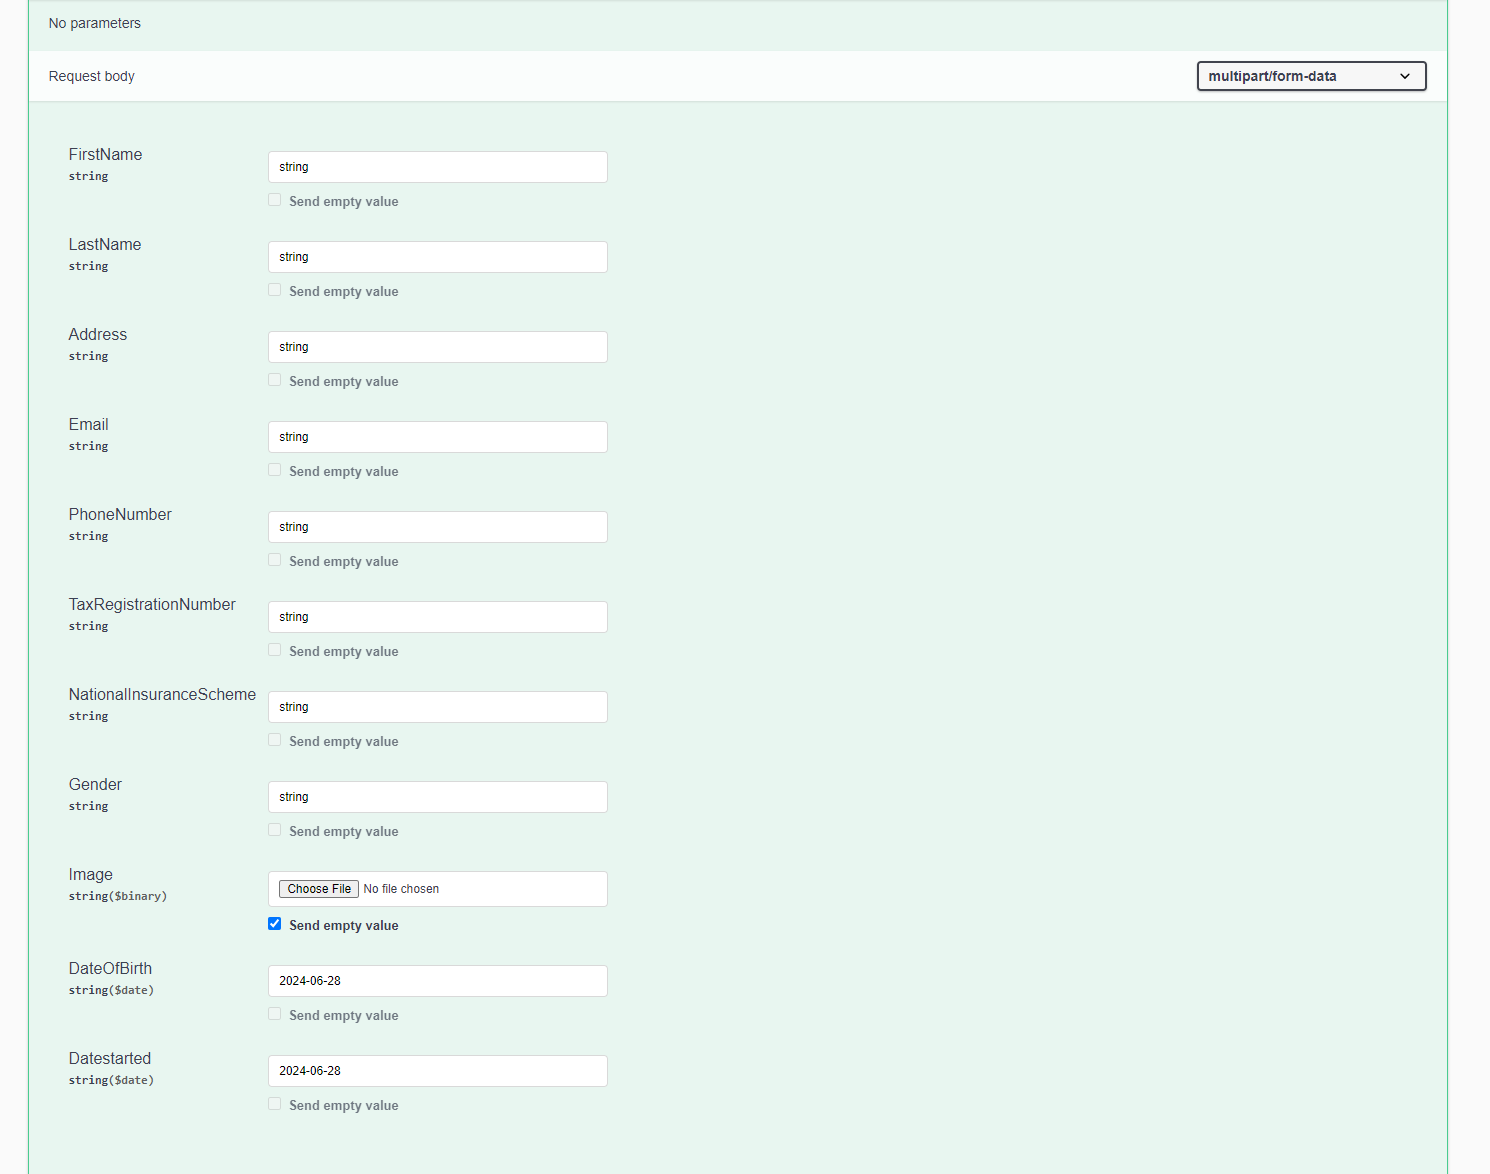 No parameters
Request body
multipart/form-data
FirstName
string
string
Send empty value
LastName
string
string
Send empty value
Address
string
string
Send empty value
Email
string
string
Send empty value
PhoneNumber
string
string
Send empty value
TaxRegistrationNumber
string
string
Send empty value
NationalInsuranceScheme
string
string
Send empty value
Gender
string
string
Send empty value
Image
string($binary)
Choose File No file chosen
Send empty value
DateOfBirth
string($date)
2024-06-28
Send empty value
Datestarted
string($date)
2024-06-28
Send empty value